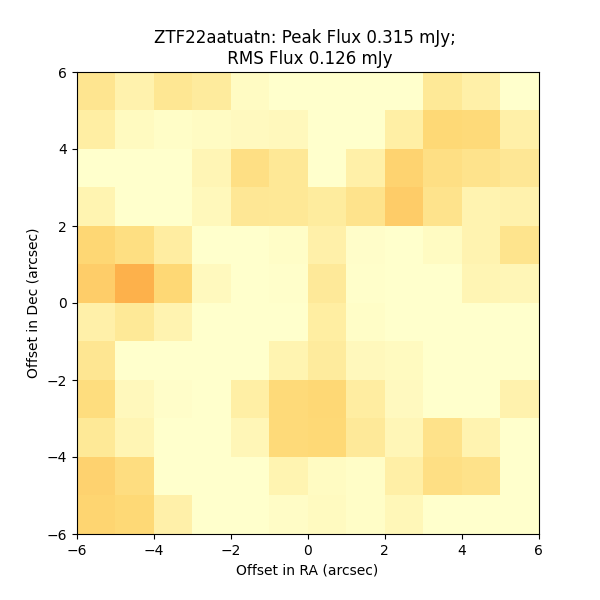 ZTF22aatuatn: Peak Flux 0.315 mJy;
RMS Flux 0.126 mJy
6
4
2
0
−2
−4
−6
Offset in Dec (arcsec)
−6 −4 −2 0 2 4 6
Offset in RA (arcsec)